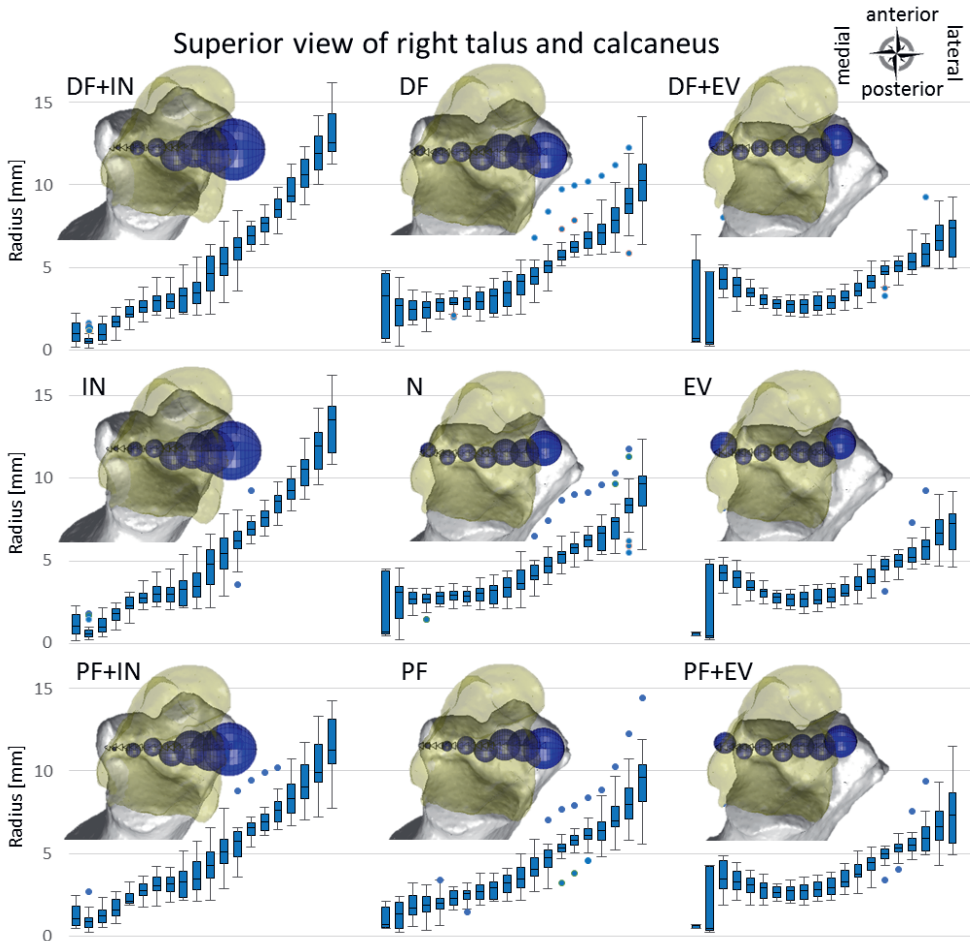 anterior
Superior view of right talus and calcaneus
medial
lateral
posterior
DF+IN
DF
DF+EV
15
10
5
0
Radius [mm]
IN
N
EV
15
10
5
0
Radius [mm]
PF+IN
PF
PF+EV
15
10
5
0
Radius [mm]